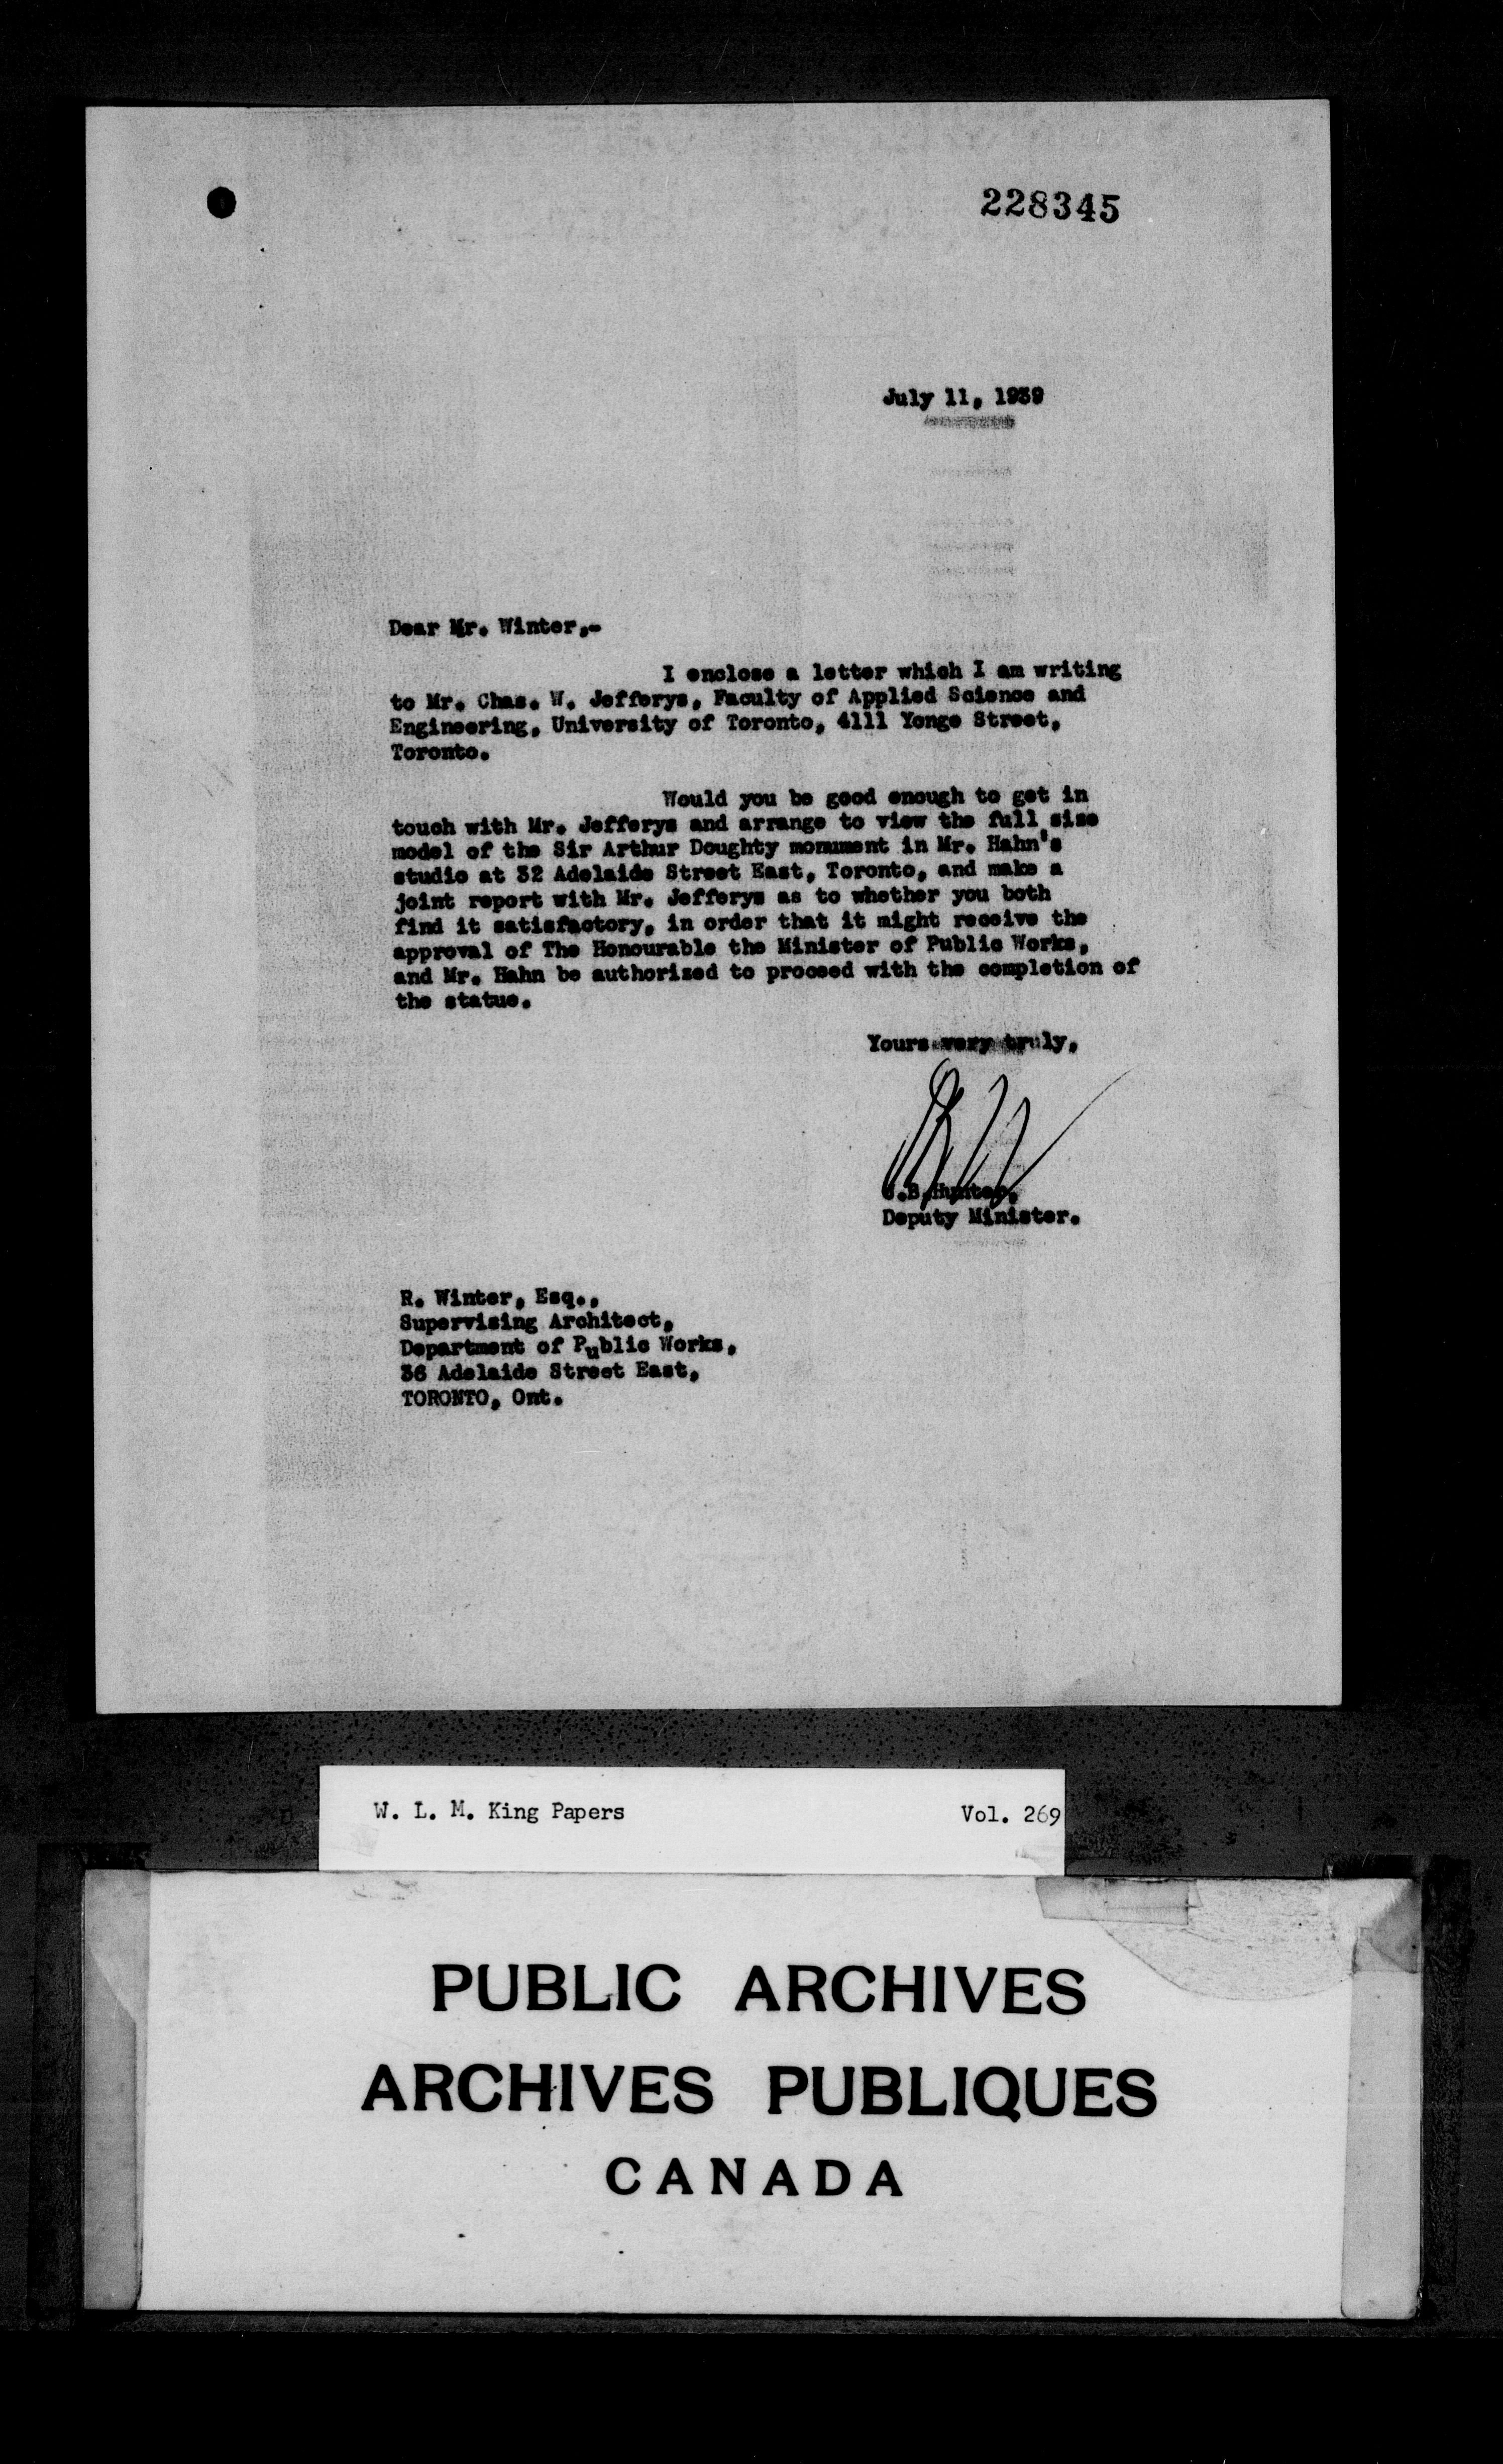 228345
July 11, 1939
Dear Mr. Winter,-
I enclose a letter which I am writing
to Mr. Chas. W. Jefferys, Faculty of Applied Science and
Engineering, University of Toronto, 4111 Yonge Street,
Toronto.
Would you be good enough to get in
touch with Mr. Jefferys and arrange to view the full size
model of the Sir Arthur Doughty monument in Mr. Hahn's
studio at 32 Adelaide Street East, Toronto, and make a
joint report with Mr. Jefferys as to whether you both
find it satisfactory, in order that it might receive the
approval of The Honourable the Minister of Public Works,
and Mr. Hahn be authorized to proceed with the completion of
the statue.
Yours very truly,
J.B. Hunter,
Deputy Minister.
R. Winter, Esq.,
Supervising Architect,
Department of Public Works,
36 Adelaide Street East,
TORONTO, Ont.
W. L. M. King Papers Vol. 269
PUBLIC ARCHIVES
ARCHIVES PUBLIQUES
CANADA